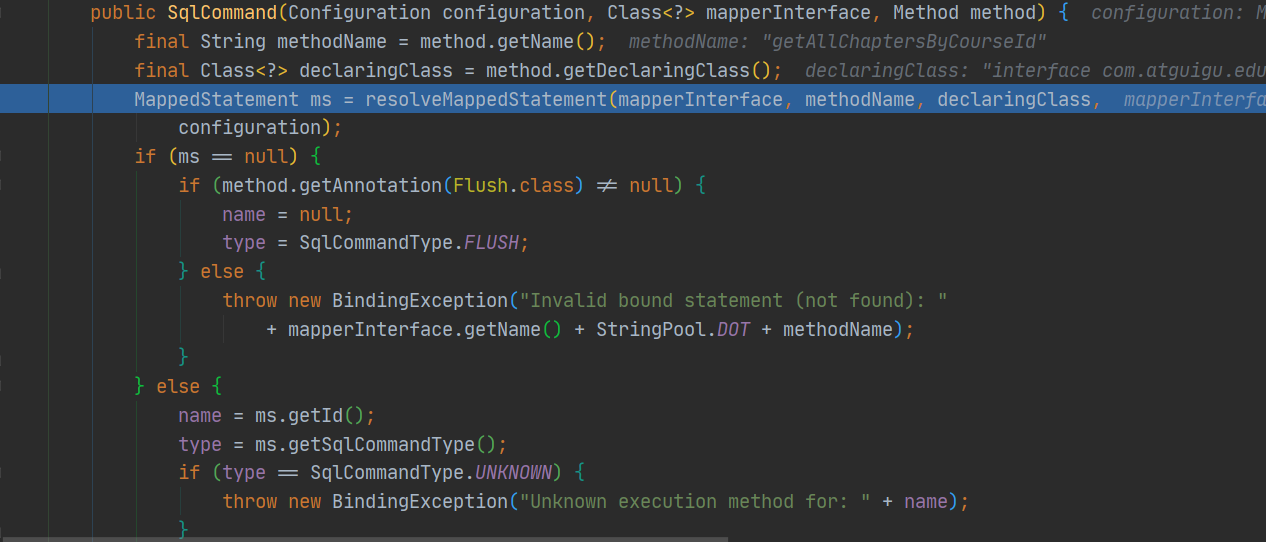 public SqlCommand(Configuration configuration, Class<?> mapperInterface, Method method) { configuration: M
final String methodName = method.getName(); methodName: "getAllChaptersByCourseId"
final Class<?> declaringClass = method.getDeclaringClass(); declaringClass: "interface com.atguigu.edu
MappedStatement ms = resolveMappedStatement(mapperInterface, methodName, declaringClass, mapperInterfa
configuration);
if (ms == null) {
if (method.getAnnotation(Flush.class) != null) {
name = null;
type = SqlCommandType.FLUSH;
} else {
throw new BindingException("Invalid bound statement (not found): "
+ mapperInterface.getName() + StringPool.DOT + methodName);
}
} else {
name = ms.getId();
type = ms.getSqlCommandType();
if (type == SqlCommandType.UNKNOWN) {
throw new BindingException("Unknown execution method for: " + name);
}